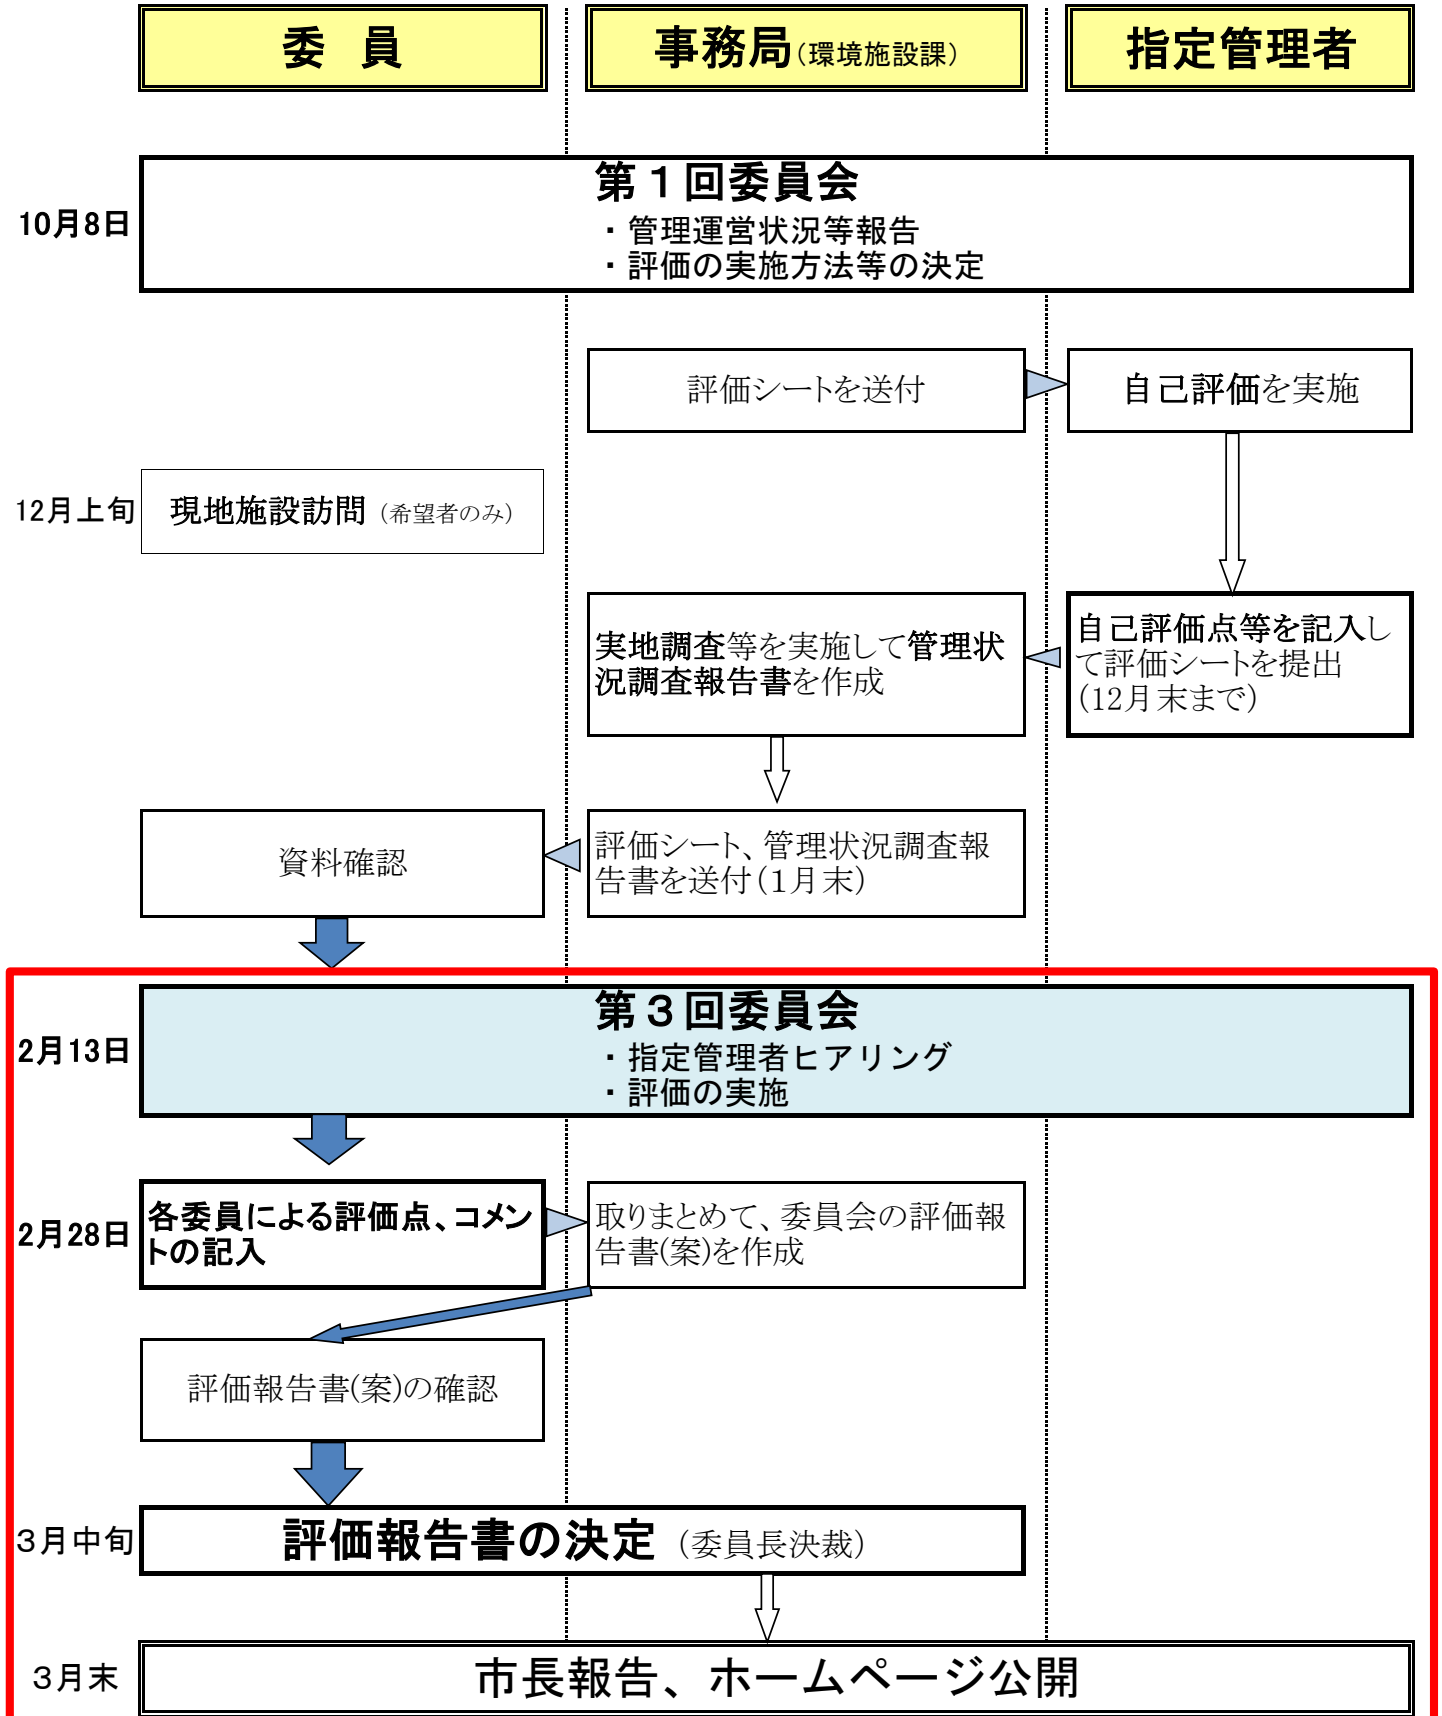 委　員
事務局（環境施設課）
指定管理者
10月8日
第１回委員会
・管理運営状況等報告
・評価の実施方法等の決定
評価シートを送付
自己評価を実施
12月上旬
現地施設訪問（希望者のみ）
実地調査等を実施して管理状
況調査報告書を作成
自己評価点等を記入し
て評価シートを提出
（12月末まで）
資料確認
評価シート、管理状況調査報
告書を送付（1月末）
2月13日
第３回委員会
・指定管理者ヒアリング
・評価の実施
2月28日
各委員による評価点、コメン
トの記入
取りまとめて、委員会の評価報
告書(案)を作成
評価報告書(案)の確認
３月中旬
評価報告書の決定（委員長決裁）
３月末
市長報告、ホームページ公開